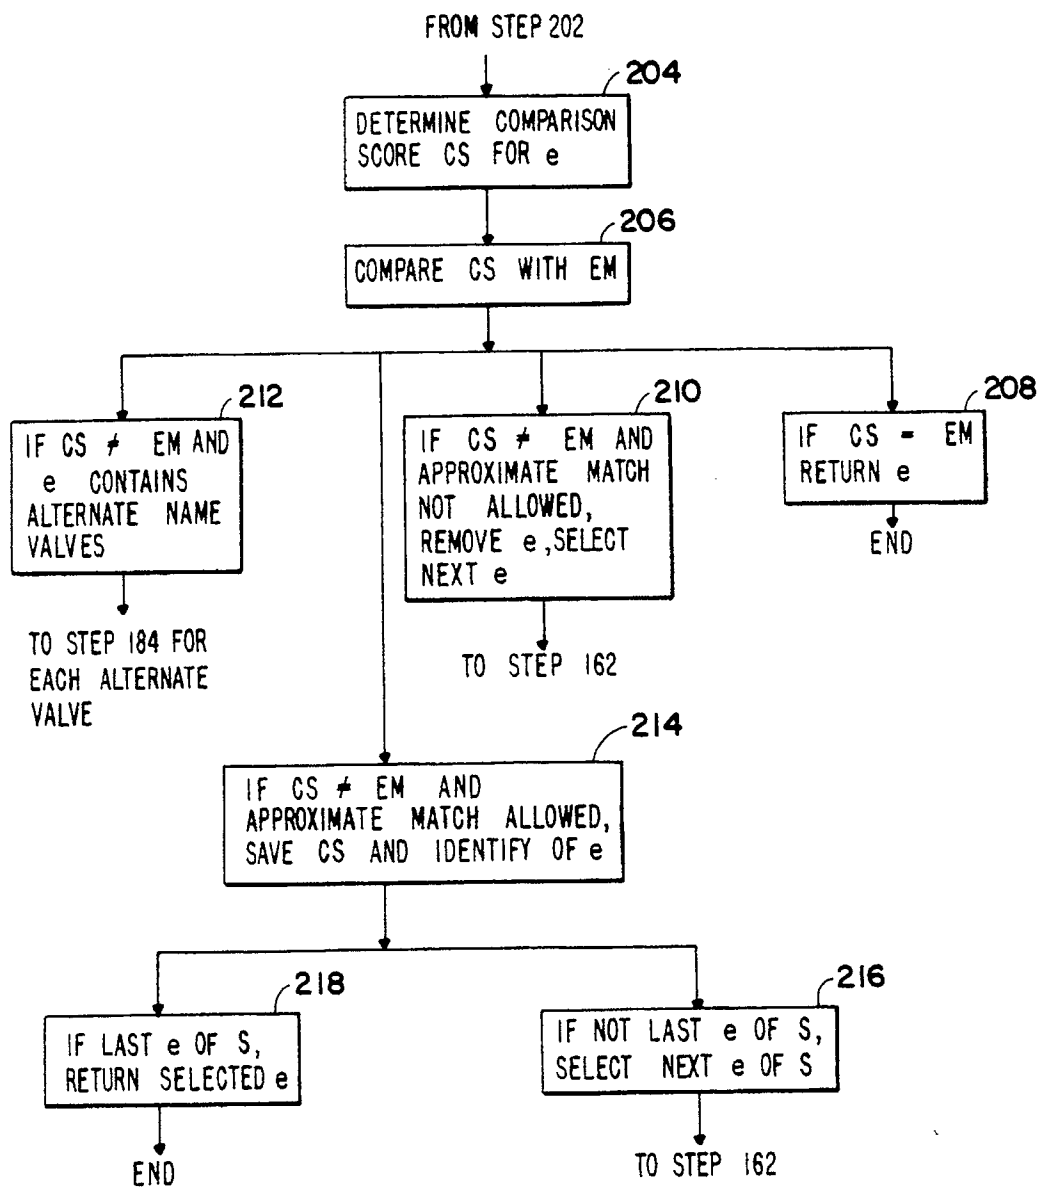 FROM STEP 202
204
DETERMINE COMPARISON
SCORE CS FOR e
206
COMPARE CS WITH EM
212
IF CS ≠ EM AND
e CONTAINS
ALTERNATE NAME
VALVES
TO STEP 184 FOR
EACH ALTERNATE
VALVE
210
IF CS ≠ EM AND
APPROXIMATE MATCH
NOT ALLOWED,
REMOVE e, SELECT
NEXT e
TO STEP 162
208
IF CS = EM
RETURN e
END
214
IF CS ≠ EM AND
APPROXIMATE MATCH ALLOWED,
SAVE CS AND IDENTIFY OF e
218
IF LAST e OF S,
RETURN SELECTED e
END
216
IF NOT LAST e OF S,
SELECT NEXT e OF S
TO STEP 162